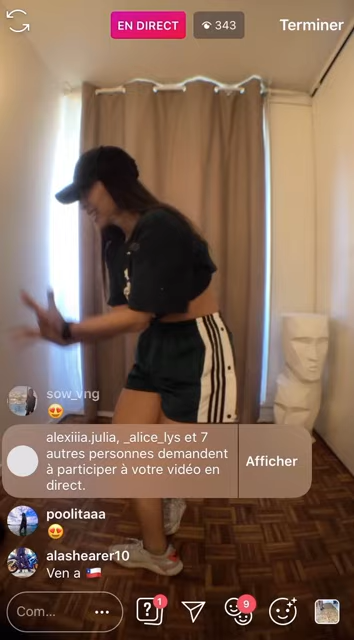 EN DIRECT
343
Terminer
sow_vng
😍
alexiiia.julia, _alice_lys et 7
autres personnes demandent
à participer à votre vidéo en
direct.
Afficher
poolitaaa
😍
alashearer10
Ven a 🇨🇱
Com...
1
9